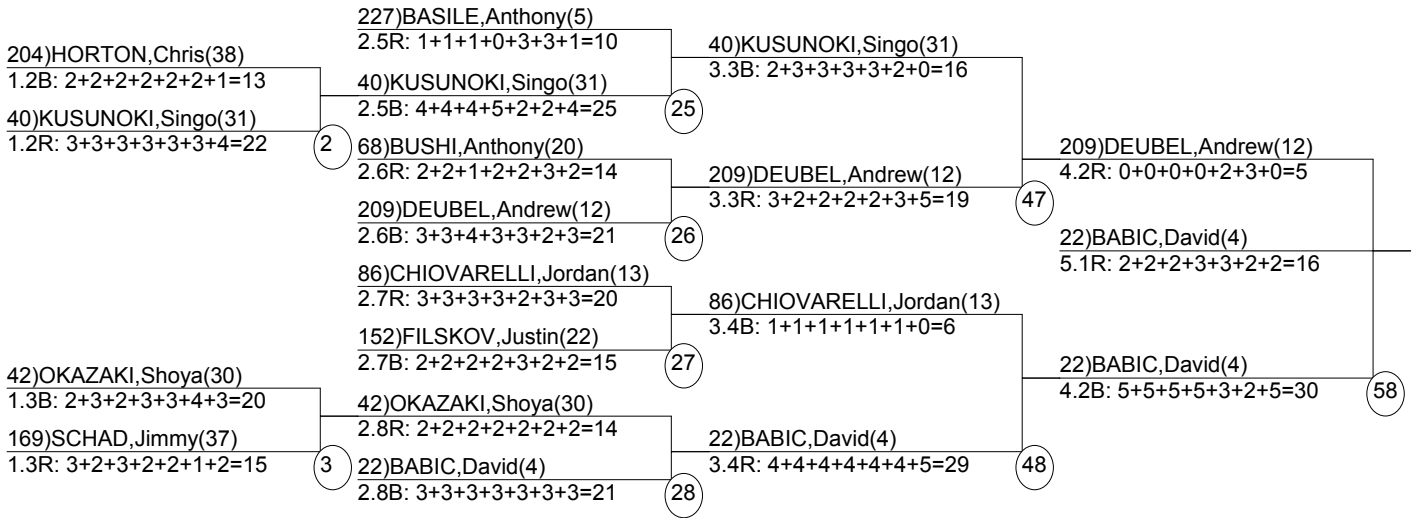 204)HORTON,Chris(38)
1.2B: 2+2+2+2+2+2+1=13
40)KUSUNOKI,Singo(31)
1.2R: 3+3+3+3+3+3+4=22
2
42)OKAZAKI,Shoya(30)
1.3B: 2+3+2+3+3+4+3=20
169)SCHAD,Jimmy(37)
1.3R: 3+2+3+2+2+1+2=15
3
227)BASILE,Anthony(5)
2.5R: 1+1+1+0+3+3+1=10
40)KUSUNOKI,Singo(31)
2.5B: 4+4+4+5+2+2+4=25
25
68)BUSHI,Anthony(20)
2.6R: 2+2+1+2+2+3+2=14
209)DEUBEL,Andrew(12)
2.6B: 3+3+4+3+3+2+3=21
26
86)CHIOVARELLI,Jordan(13)
2.7R: 3+3+3+3+2+3+3=20
152)FILSKOV,Justin(22)
2.7B: 2+2+2+2+3+2+2=15
27
42)OKAZAKI,Shoya(30)
2.8R: 2+2+2+2+2+2+2=14
22)BABIC,David(4)
2.8B: 3+3+3+3+3+3+3=21
28
40)KUSUNOKI,Singo(31)
3.3B: 2+3+3+3+3+2+0=16
209)DEUBEL,Andrew(12)
3.3R: 3+2+2+2+2+3+5=19
47
86)CHIOVARELLI,Jordan(13)
3.4B: 1+1+1+1+1+1+0=6
22)BABIC,David(4)
3.4R: 4+4+4+4+4+4+5=29
48
209)DEUBEL,Andrew(12)
4.2R: 0+0+0+0+2+3+0=5
22)BABIC,David(4)
4.2B: 5+5+5+5+3+2+5=30
58
22)BABIC,David(4)
5.1R: 2+2+2+3+3+2+2=16